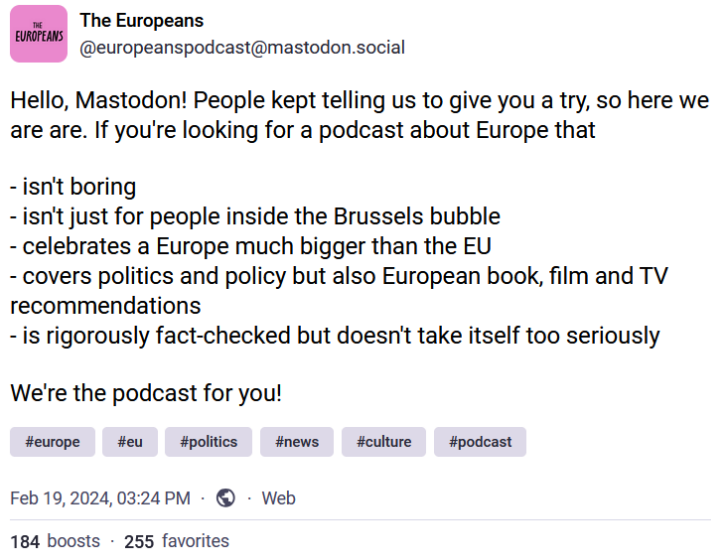 THE
EUROPEANS
The Europeans
@europeanspodcast@mastodon.social
Hello, Mastodon! People kept telling us to give you a try, so here we
are are. If you're looking for a podcast about Europe that
- isn't boring
- isn't just for people inside the Brussels bubble
- celebrates a Europe much bigger than the EU
- covers politics and policy but also European book, film and TV
recommendations
- is rigorously fact-checked but doesn't take itself too seriously
We're the podcast for you!
#europe #eu #politics #news #culture #podcast
Feb 19, 2024, 03:24 PM · · Web
184 boosts · 255 favorites